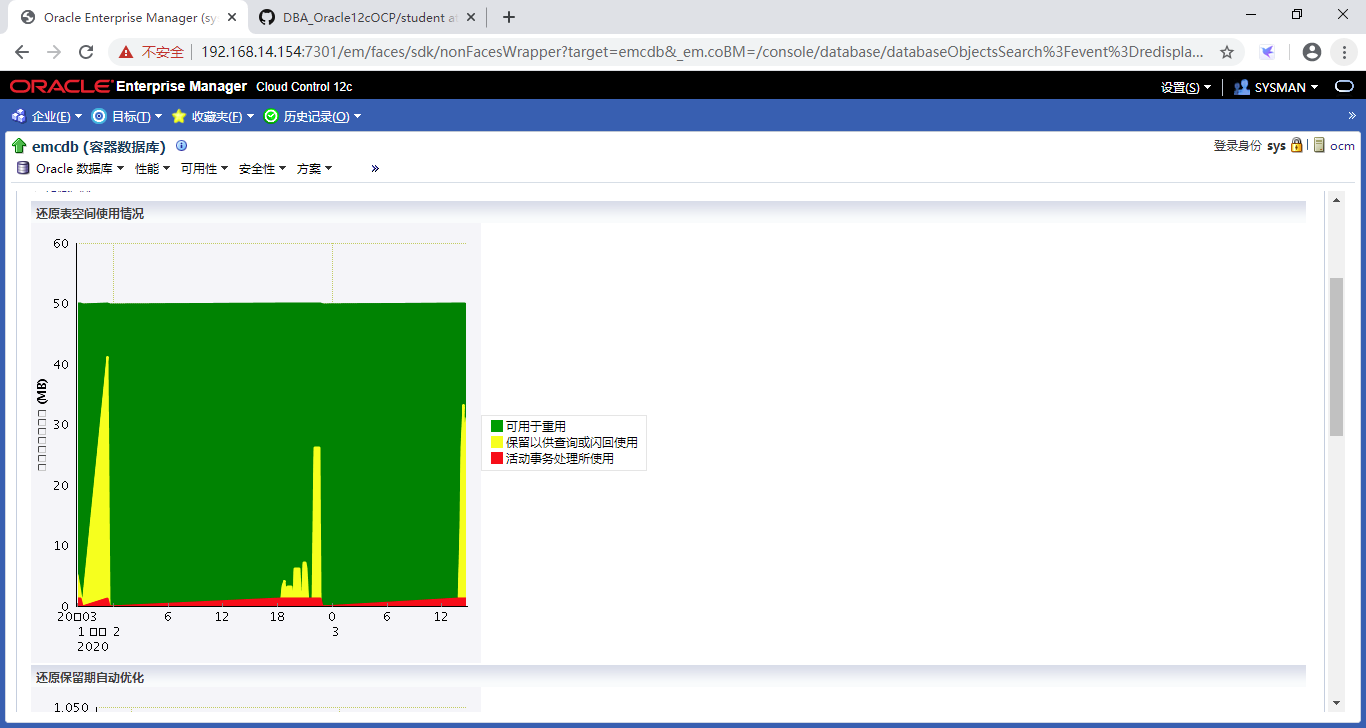 Oracle Enterprise Manager (sy
DBA_Oracle12cOCP/student at
不安全 192.168.14.154:7301/em/faces/sdk/nonFacesWrapper?target=emcdb&_em.coBM=/console/database/databaseObjectsSearch%3Fevent%3Dredispla...
ORACLE Enterprise Manager Cloud Control 12c
设置(S) SYSMAN
企业(E) 目标(T) 收藏夹(F) 历史记录(O) »
emcdb (容器数据库)
登录身份 sys ocm
Oracle 数据库 性能 可用性 安全性 方案 »
还原表空间使用情况
60
50
40
30
20
10
0
(MB)
可用于重用
保留以供查询或闪回使用
活动事务处理所使用
20 03 6 12 18 0 6 12
1 2 3
2020
还原保留期自动优化
1.050